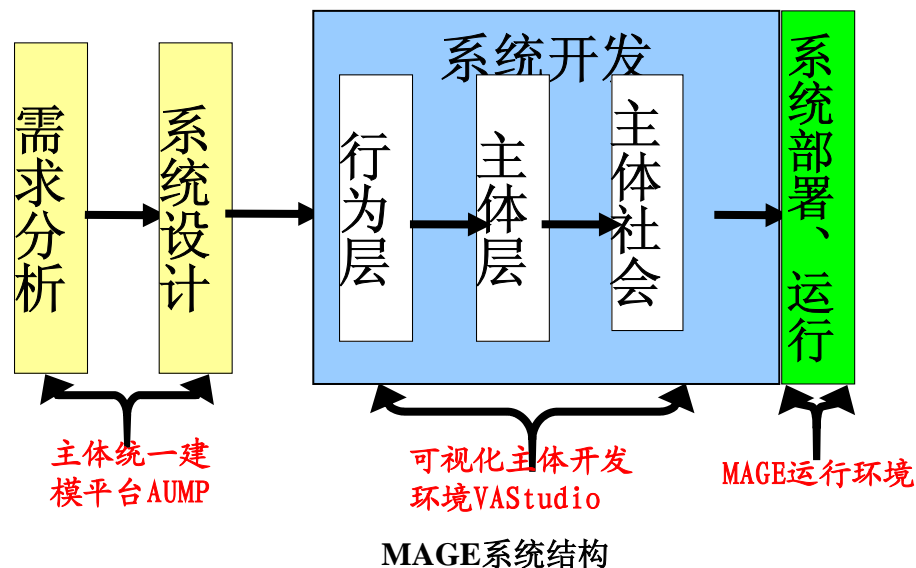 需求分析
系统设计
系统开发
行为层
主体层
主体社会
系统部署、运行
主体统一建
模平台AUMP
可视化主体开发
环境VAStudio
MAGE运行环境
MAGE系统结构